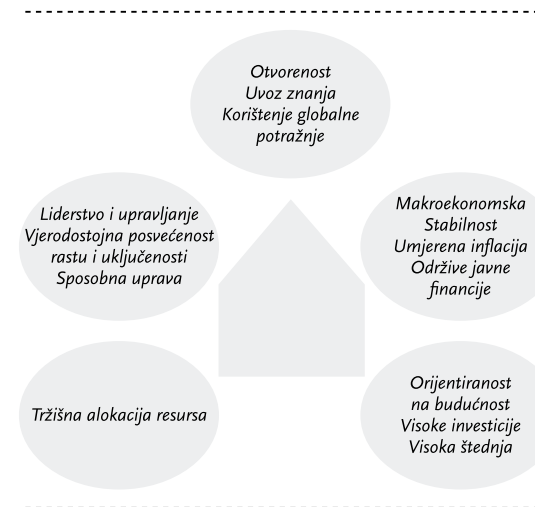 Otvorenost
Uvoz znanja
Korištenje globalne
potražnje
Liderstvo i upravljanje
Vjerodostojna posvećenost
rastu i uključenosti
Sposobna uprava
Makroekonomska
Stabilnost
Umjerena inflacija
Održive javne
financije
Tržišna alokacija resursa
Orijentiranost
na budućnost
Visoke investicije
Visoka štednja